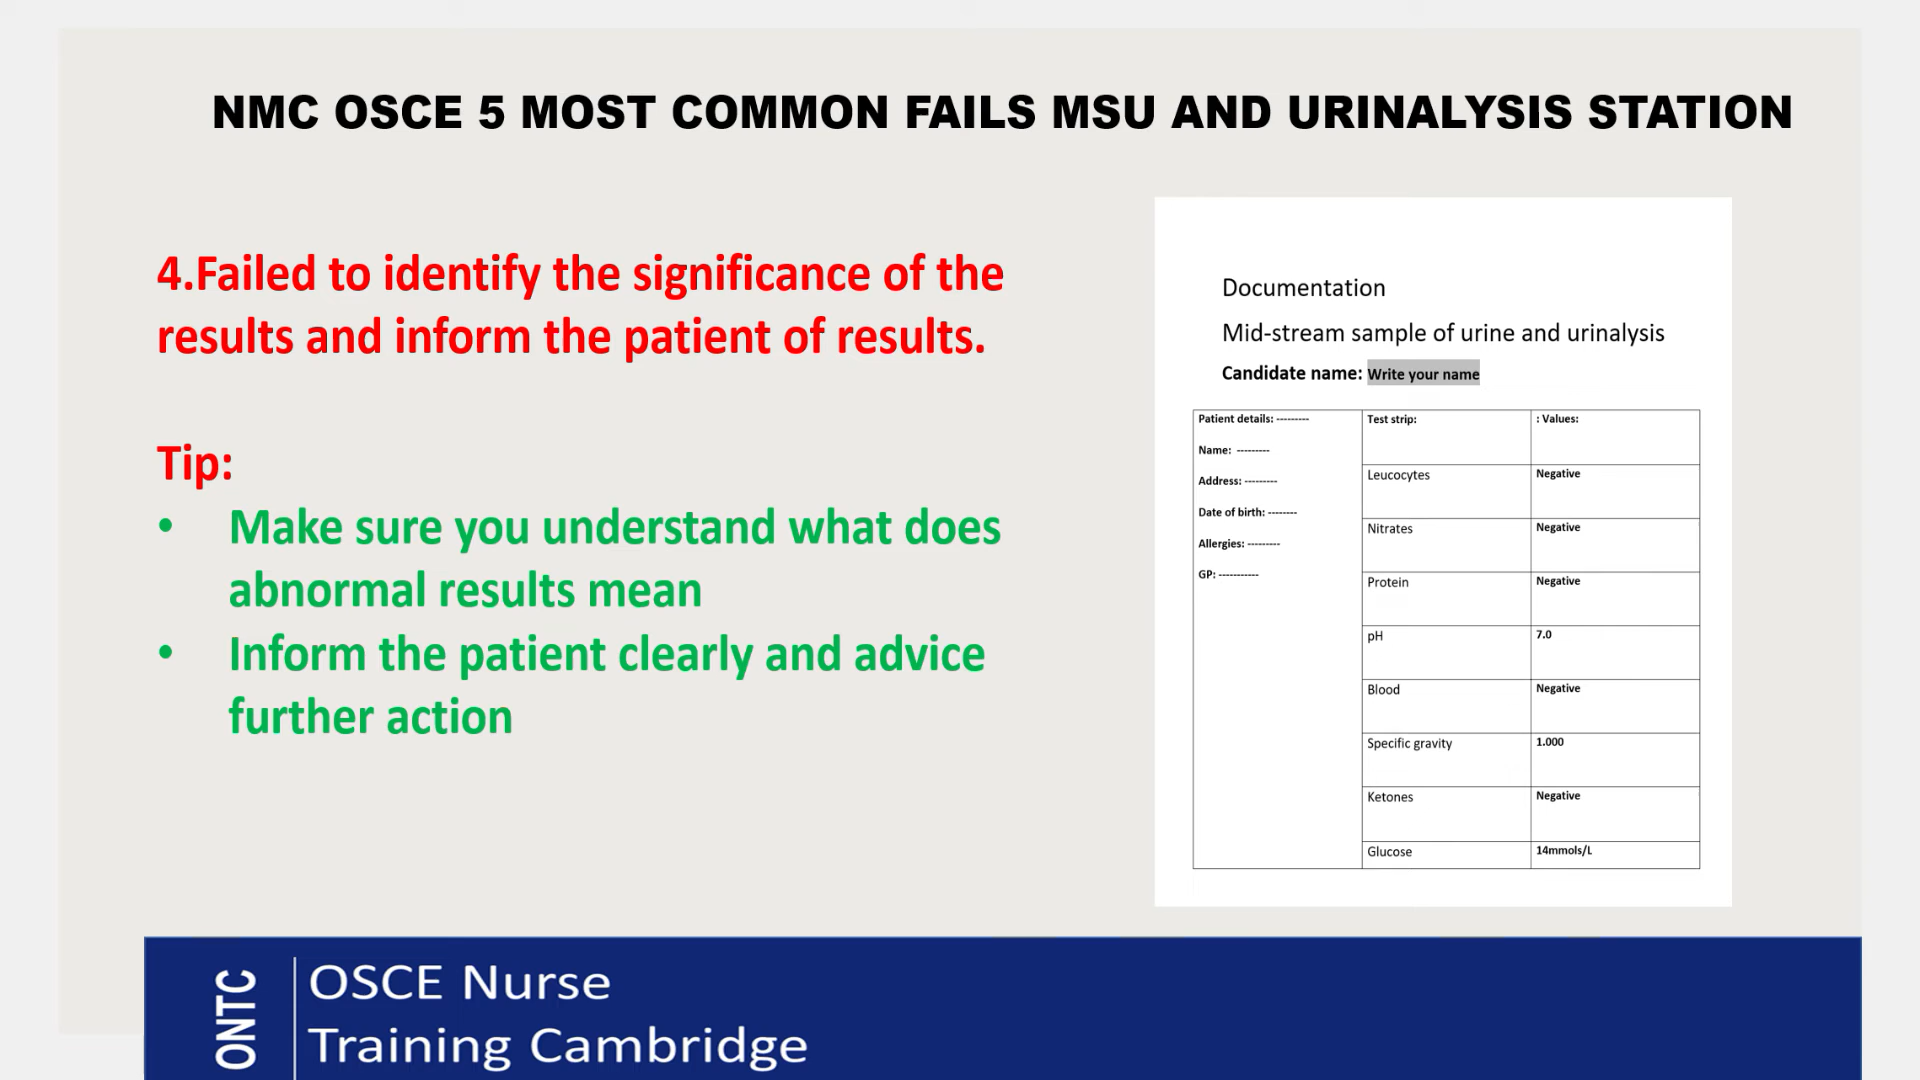 NMC OSCE 5 MOST COMMON FAILS MSU AND URINALYSIS STATION
4.Failed to identify the significance of the
results and inform the patient of results.
Tip:
• Make sure you understand what does
abnormal results mean
• Inform the patient clearly and advice
further action
Documentation
Mid-stream sample of urine and urinalysis
Candidate name: Write your name
Patient details: ---------
Name: ---------
Address: ---------
Date of birth: --------
Allergies: ---------
GP: -----------
Test strip: : Values:
Leucocytes Negative
Nitrates Negative
Protein Negative
pH 7.0
Blood Negative
Specific gravity 1.000
Ketones Negative
Glucose 14mmols/L
ONTC
OSCE Nurse
Training Cambridge